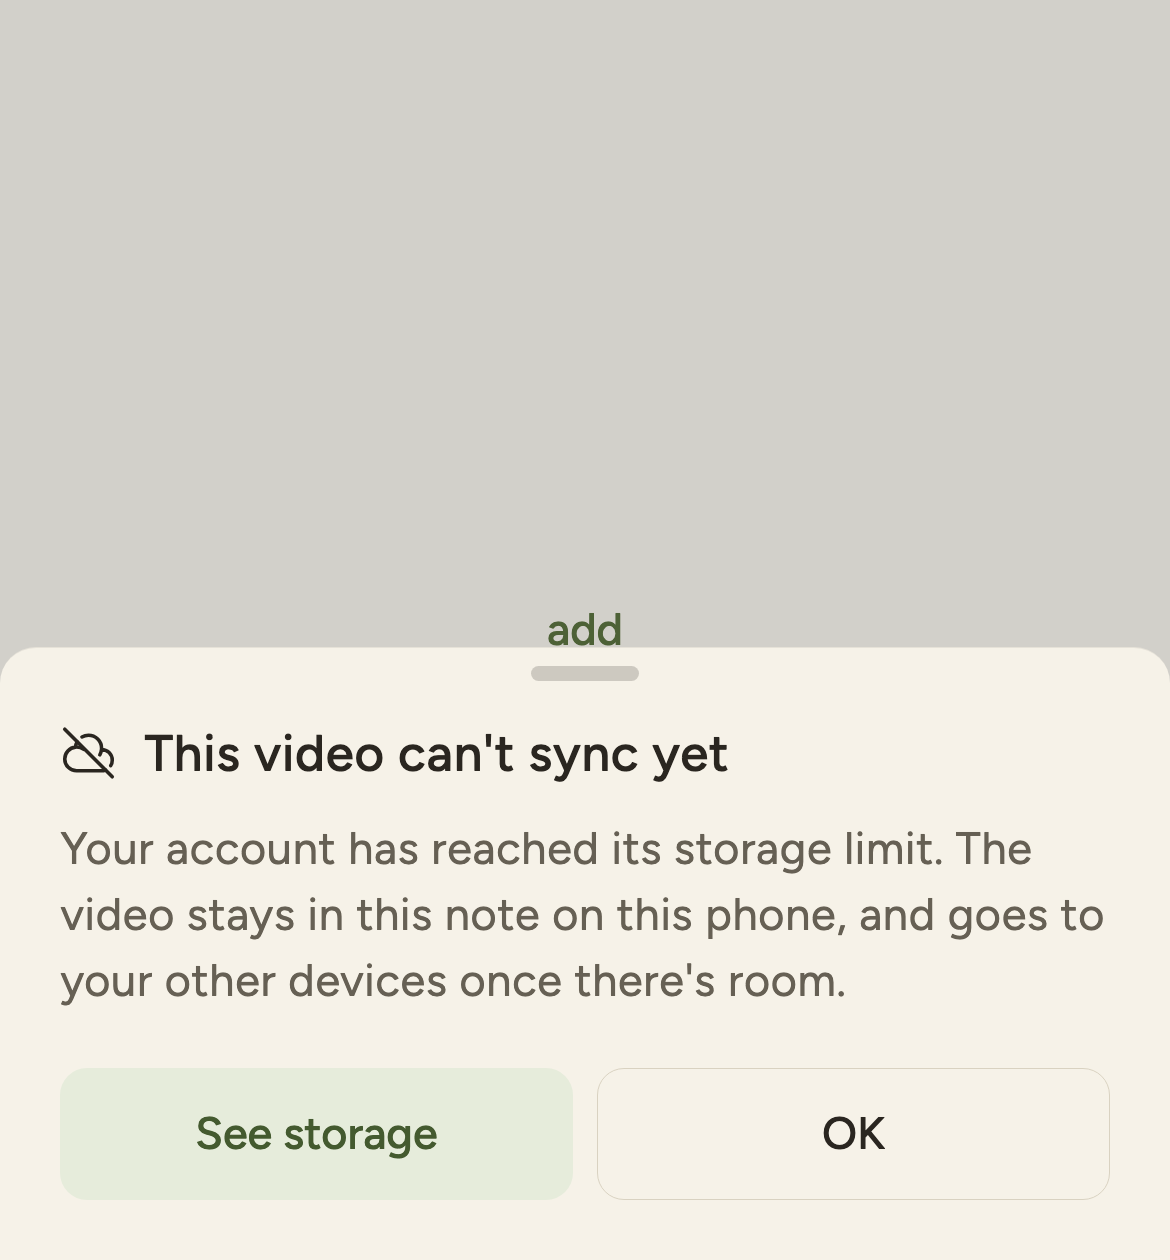 add
This video can't sync yet
Your account has reached its storage limit. The
video stays in this note on this phone, and goes to
your other devices once there's room.
See storage
OK